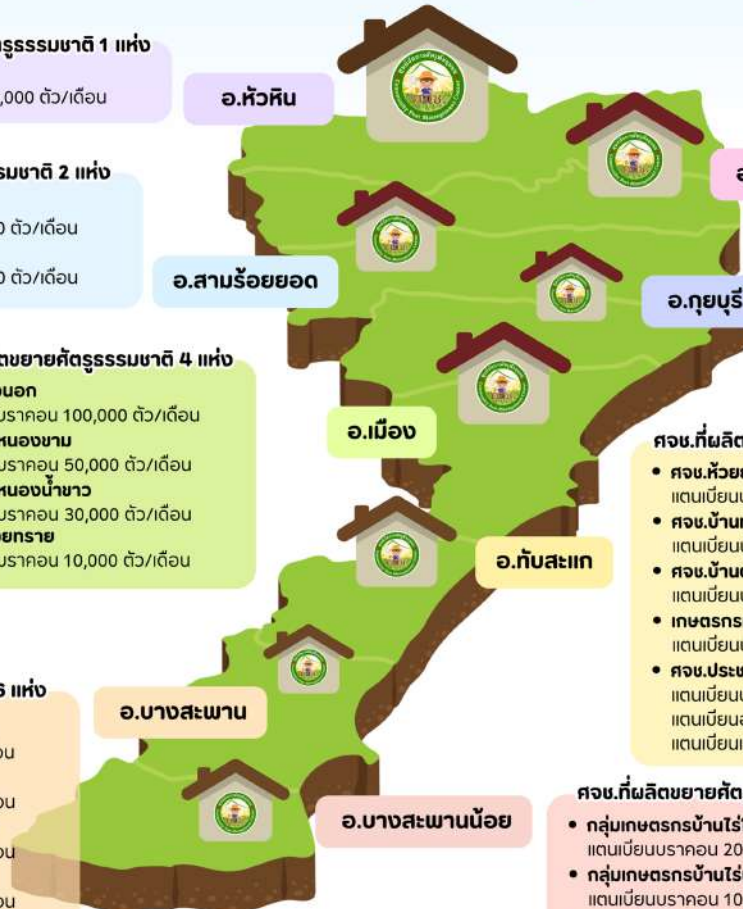 ตรูธรรมชาติ 1 แห่ง
,000 ตัว/เดือน
อ.หัวหิน
รมชาติ 2 แห่ง
0 ตัว/เดือน
0 ตัว/เดือน
อ.สามร้อยยอด
อ.กุยบุรี
ตขยายศัตรูธรรมชาติ 4 แห่ง
อนอก
บราคอน 100,000 ตัว/เดือน
หนองขาม
บราคอน 50,000 ตัว/เดือน
หนองน้ำขาว
บราคอน 30,000 ตัว/เดือน
วยทราย
บราคอน 10,000 ตัว/เดือน
อ.เมือง
อ.ทับสะแก
ศจช.ที่ผลิต
• ศจช.ห้วย
แตนเบียน
• ศจช.บ้าน
แตนเบียน
• ศจช.บ้าน
แตนเบียน
• เกษตรกร
แตนเบียน
• ศจช.ประช
แตนเบียน
แตนเบียน
แตนเบียน
6 แห่ง
อน
อน
อน
อน
อ.บางสะพาน
อ.บางสะพานน้อย
ศจช.ที่ผลิตขยายศัต
• กลุ่มเกษตรกรบ้านไร่
แตนเบียนบราคอน 20
• กลุ่มเกษตรกรบ้านไร่
แตนเบียนบราคอน 10